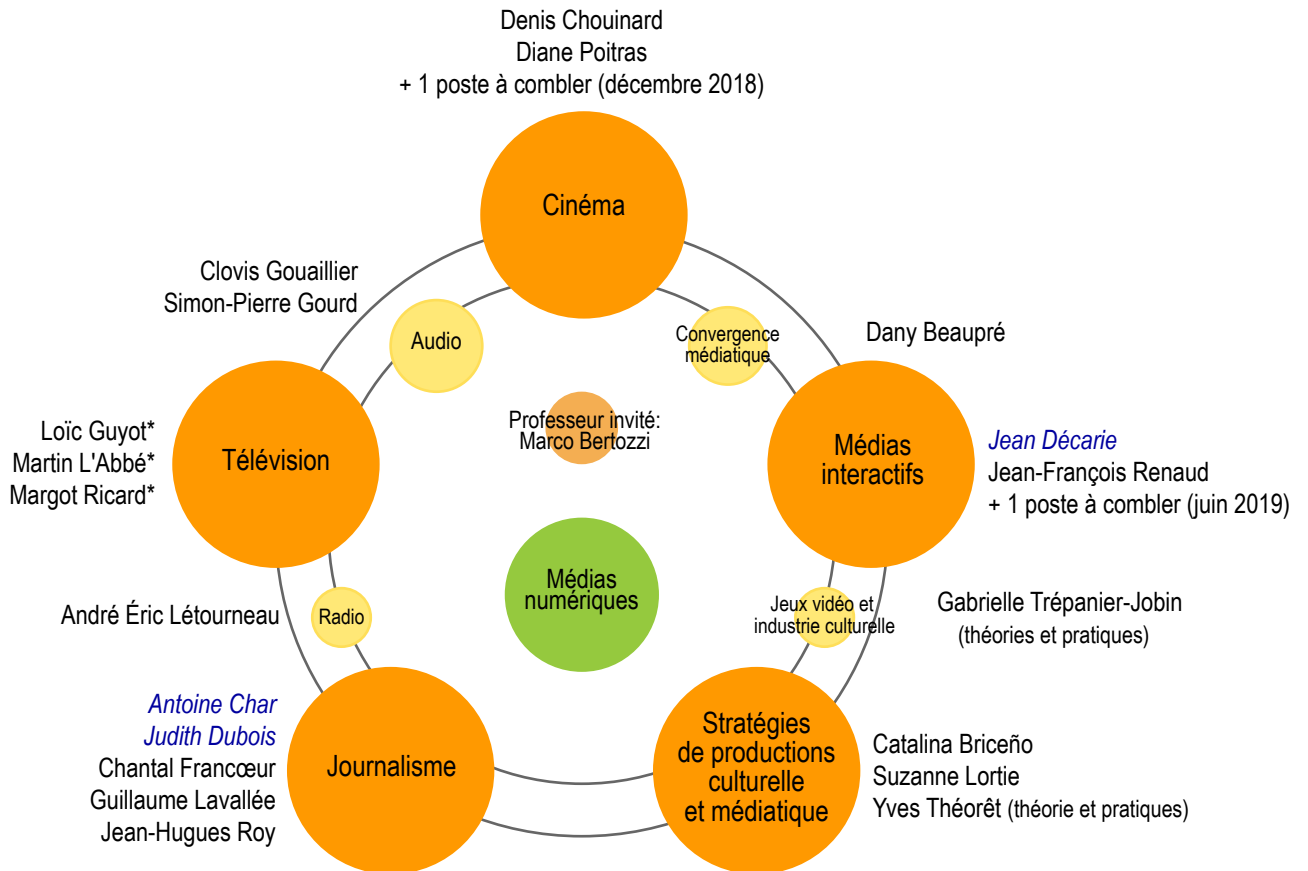 Denis Chouinard
Diane Poitras
+ 1 poste à combler (décembre 2018)
Cinéma
Clovis Gouaillier
Simon-Pierre Gourd
Audio
Convergence
médiatique
Dany Beaupré
Professeur invité:
Marco Bertozzi
Loïc Guyot*
Martin L'Abbé*
Margot Ricard*
Télévision
Médias
interactifs
Jean Décarie
Jean-François Renaud
+ 1 poste à combler (juin 2019)
Médias
numériques
André Éric Létourneau
Radio
Jeux vidéo et
industrie culturelle
Gabrielle Trépanier-Jobin
(théories et pratiques)
Antoine Char
Judith Dubois
Chantal Francœur
Guillaume Lavallée
Jean-Hugues Roy
Journalisme
Stratégies
de productions
culturelle
et médiatique
Catalina Briceño
Suzanne Lortie
Yves Théorêt (théorie et pratiques)